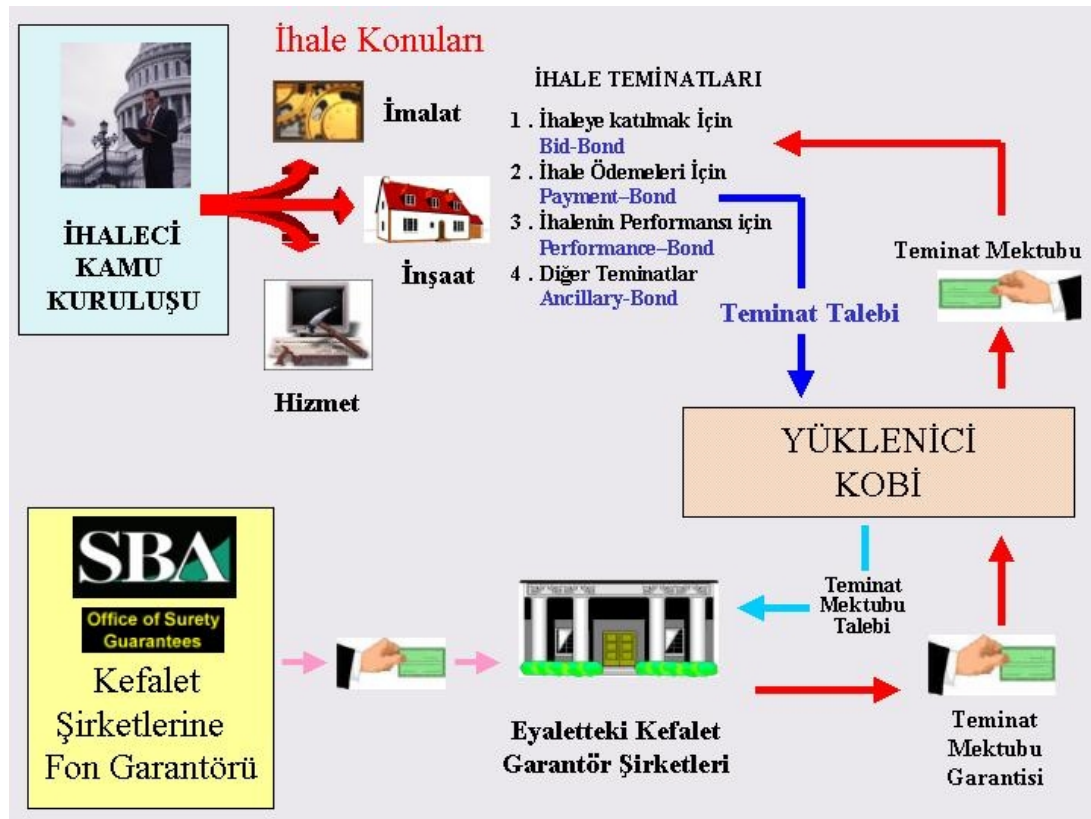 İhale Konuları
İHALECİ
KAMU
KURULUŞU
İmalat
İnşaat
Hizmet
İHALE TEMİNATLARI
1 . İhaleye katılmak İçin
Bid-Bond
2 . İhale Ödemeleri İçin
Payment–Bond
3 . İhalenin Performansı için
Performance–Bond
4 . Diğer Teminatlar
Ancillary-Bond
Teminat Talebi
Teminat Mektubu
YÜKLENİCİ
KOBİ
Teminat
Mektubu
Talebi
SBA
Office of Surety
Guarantees
Kefalet
Şirketlerine
Fon Garantörü
Eyaletteki Kefalet
Garantör Şirketleri
Teminat
Mektubu
Garantisi